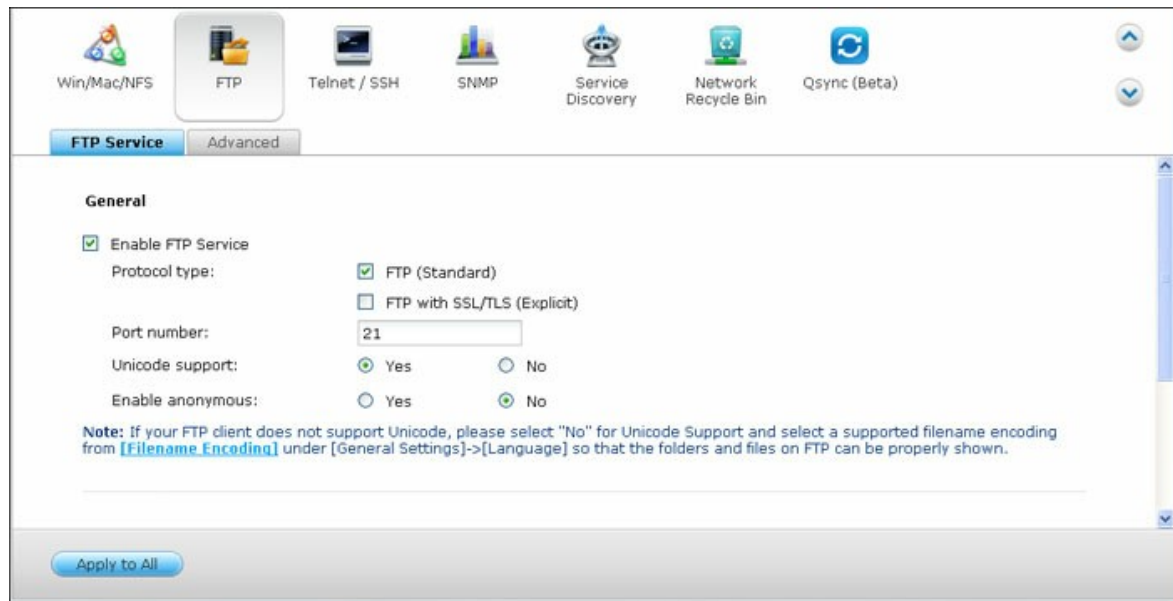 Win/Mac/NFS
FTP
Telnet / SSH
SNMP
Service
Discovery
Network
Recycle Bin
Qsync (Beta)
FTP Service
Advanced
General
Enable FTP Service
Protocol type:
FTP (Standard)
FTP with SSL/TLS (Explicit)
Port number:
21
Unicode support:
Yes
No
Enable anonymous:
Yes
No
Note: If your FTP client does not support Unicode, please select "No" for Unicode Support and select a supported filename encoding
from [Filename Encoding] under [General Settings]->[Language] so that the folders and files on FTP can be properly shown.
Apply to All